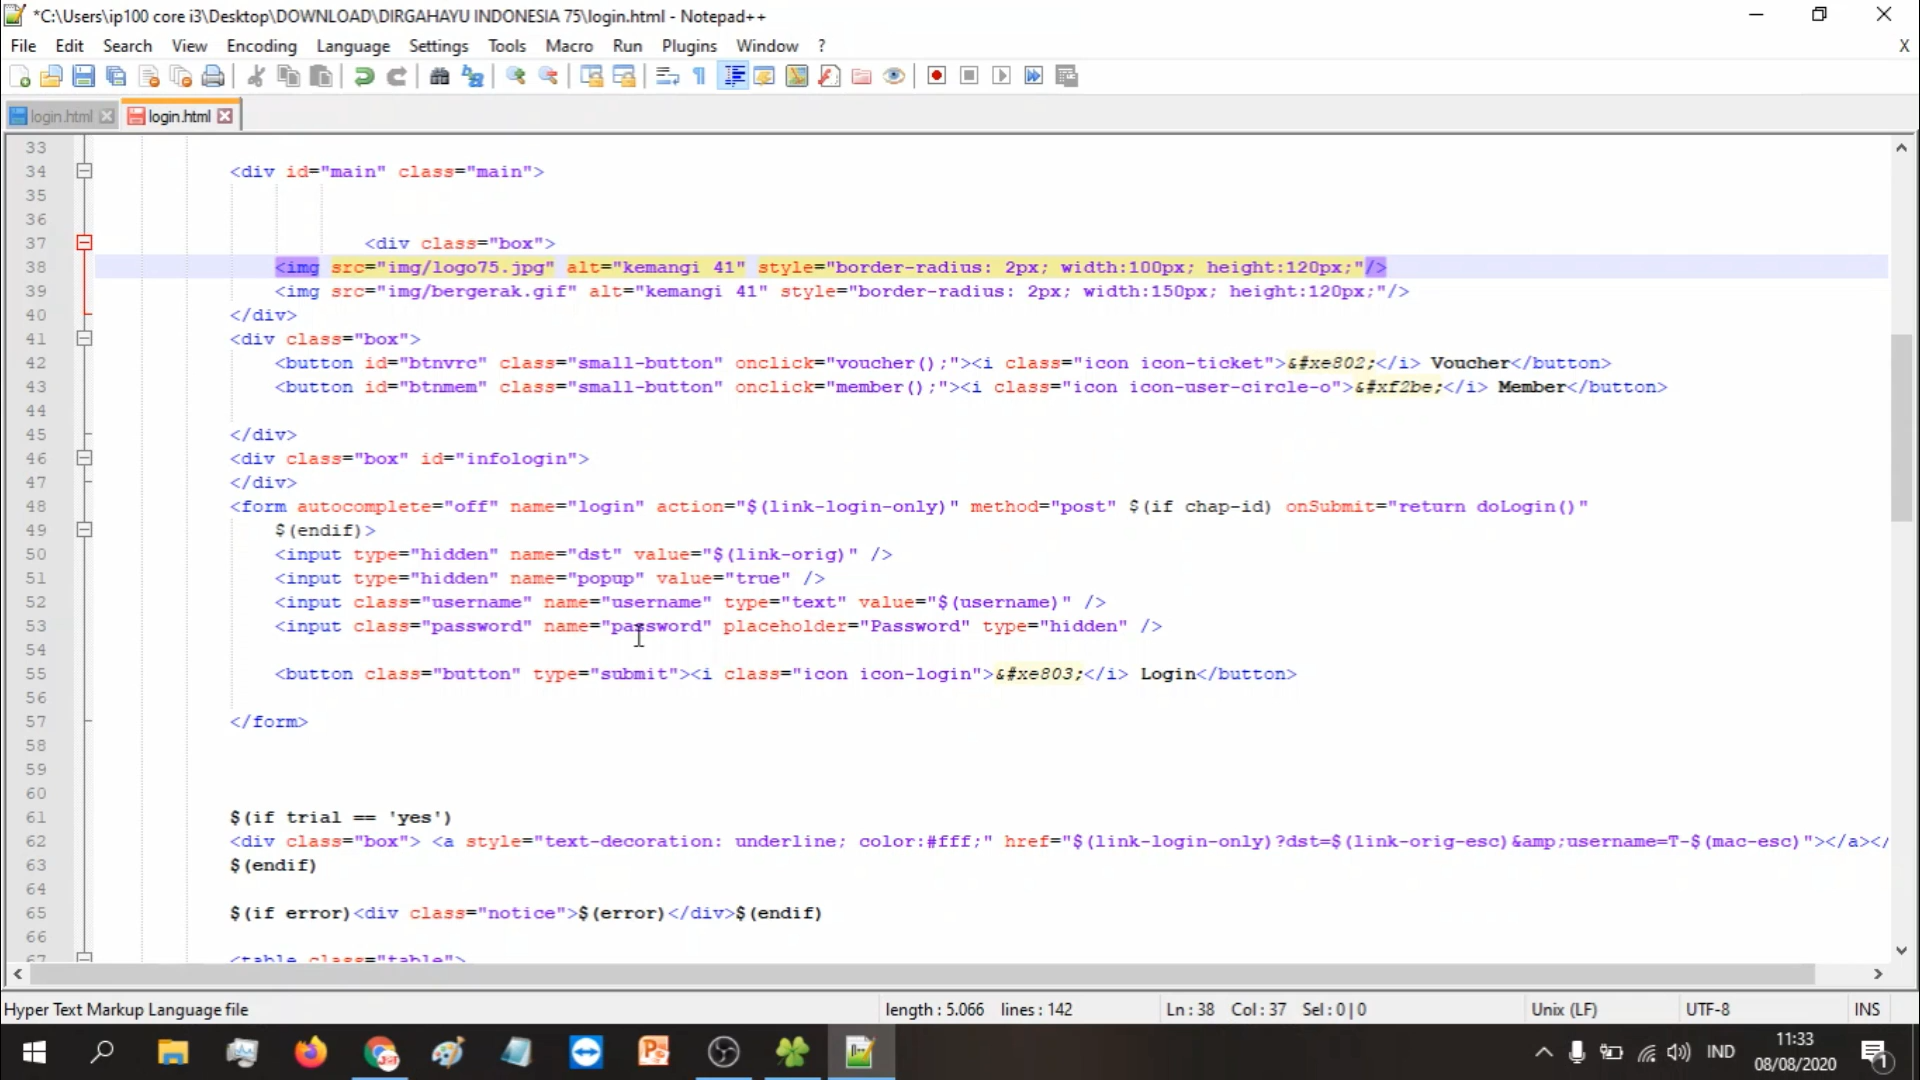 *C:\Users\ip100 core i3\Desktop\DOWNLOAD\DIRGAHAYU INDONESIA 75\login.html - Notepad++
File Edit Search View Encoding Language Settings Tools Macro Run Plugins Window ? X
login.html login.html
33
34 <div id="main" class="main">
35
36
37 <div class="box">
38 <img src="img/logo75.jpg" alt="kemangi 41" style="border-radius: 2px; width:100px; height:120px;"/>
39 <img src="img/bergerak.gif" alt="kemangi 41" style="border-radius: 2px; width:150px; height:120px;"/>
40 </div>
41 <div class="box">
42 <button id="btnvrc" class="small-button" onclick="voucher();"><i class="icon icon-ticket">&#xe802;</i> Voucher</button>
43 <button id="btnmem" class="small-button" onclick="member();"><i class="icon icon-user-circle-o">&#xf2be;</i> Member</button>
44
45 </div>
46 <div class="box" id="infologin">
47 </div>
48 <form autocomplete="off" name="login" action="$(link-login-only)" method="post" $(if chap-id) onSubmit="return doLogin()"
49 $(endif)>
50 <input type="hidden" name="dst" value="$(link-orig)" />
51 <input type="hidden" name="popup" value="true" />
52 <input class="username" name="username" type="text" value="$(username)" />
53 <input class="password" name="password" placeholder="Password" type="hidden" />
54
55 <button class="button" type="submit"><i class="icon icon-login">&#xe803;</i> Login</button>
56
57 </form>
58
59
60
61 $(if trial == 'yes')
62 <div class="box"> <a style="text-decoration: underline; color:#fff;" href="$(link-login-only)?dst=$(link-orig-esc)&amp;username=T-$(mac-esc)"></a></
63 $(endif)
64
65 $(if error)<div class="notice">$(error)</div>$(endif)
66
67 <table class="table">
Hyper Text Markup Language file length : 5.066 lines : 142 Ln : 38 Col : 37 Sel : 0 | 0 Unix (LF) UTF-8 INS
IND 11:33
08/08/2020 1